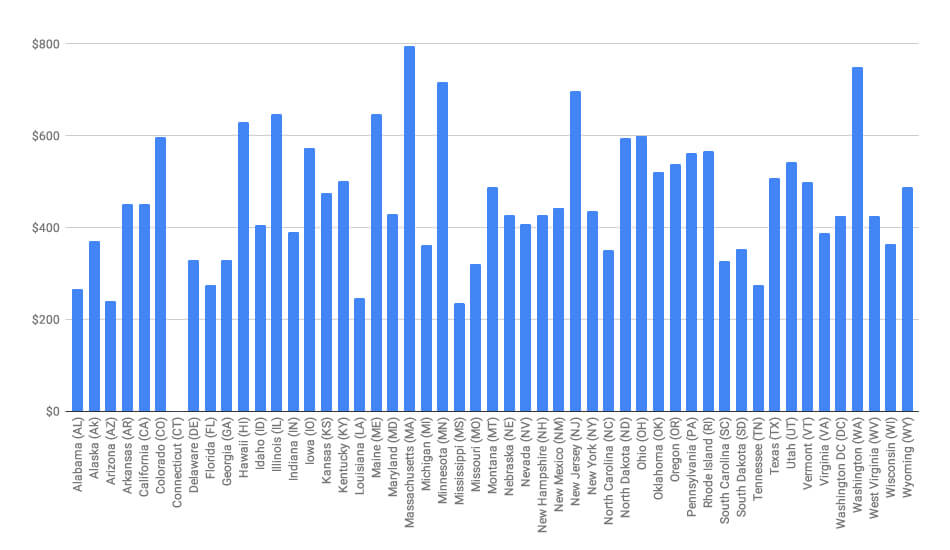 $800
$600
$400
$200
$0
Alabama (AL)
Alaska (Ak)
Arizona (AZ)
Arkansas (AR)
California (CA)
Colorado (CO)
Connecticut (CT)
Delaware (DE)
Florida (FL)
Georgia (GA)
Hawaii (HI)
Idaho (ID)
Illinois (IL)
Indiana (IN)
Iowa (IO)
Kansas (KS)
Kentucky (KY)
Louisiana (LA)
Maine (ME)
Maryland (MD)
Massachusetts (MA)
Michigan (MI)
Minnesota (MN)
Mississippi (MS)
Missouri (MO)
Montana (MT)
Nebraska (NE)
Nevada (NV)
New Hampshire (NH)
New Mexico (NM)
New Jersey (NJ)
New York (NY)
North Carolina (NC)
North Dakota (ND)
Ohio (OH)
Oklahoma (OK)
Oregon (OR)
Pennsylvania (PA)
Rhode Island (RI)
South Carolina (SC)
South Dakota (SD)
Tennessee (TN)
Texas (TX)
Utah (UT)
Vermont (VT)
Virginia (VA)
Washington DC (DC)
Washington (WA)
West Virginia (WV)
Wisconsin (WI)
Wyoming (WY)